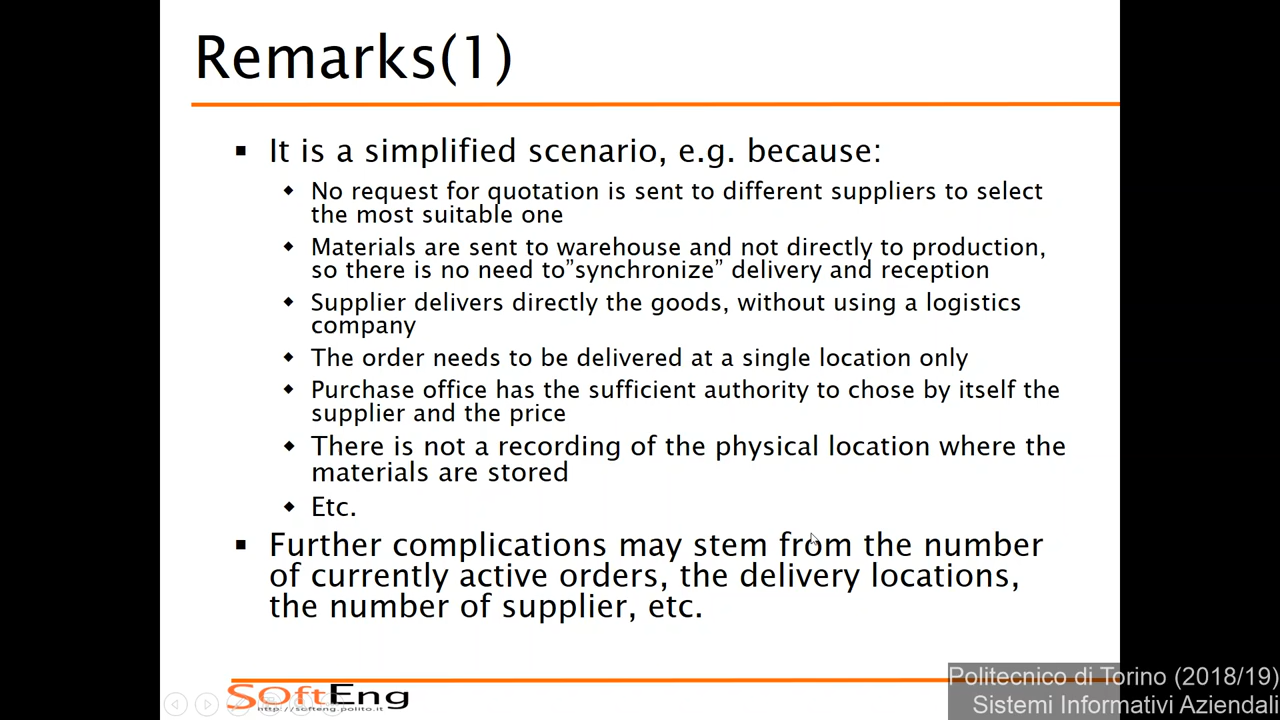 Remarks(1)
It is a simplified scenario, e.g. because:
No request for quotation is sent to different suppliers to select
the most suitable one
Materials are sent to warehouse and not directly to production,
so there is no need to”synchronize” delivery and reception
Supplier delivers directly the goods, without using a logistics
company
The order needs to be delivered at a single location only
Purchase office has the sufficient authority to chose by itself the
supplier and the price
There is not a recording of the physical location where the
materials are stored
Etc.
Further complications may stem from the number
of currently active orders, the delivery locations,
the number of supplier, etc.
SoftEng
http://softeng.polito.it
Politecnico di Torino (2018/19)
Sistemi Informativi Aziendali